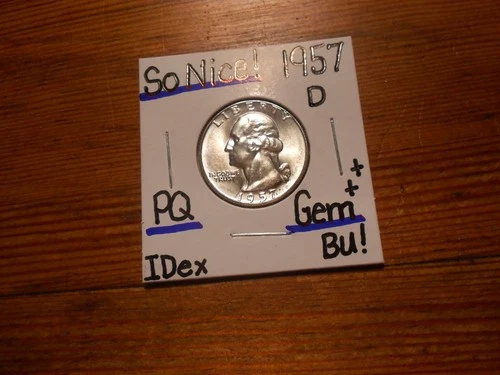 So Nice! 1957
D
LIBERTY
IN GOD WE
TRUST
1957
PQ
Gem++
BU!
IDex